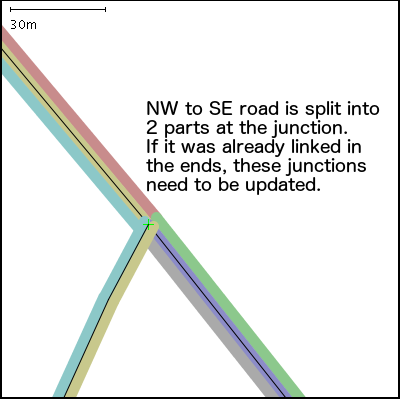 30m
NW to SE road is split into
2 parts at the junction.
If it was already linked in
the ends, these junctions
need to be updated.